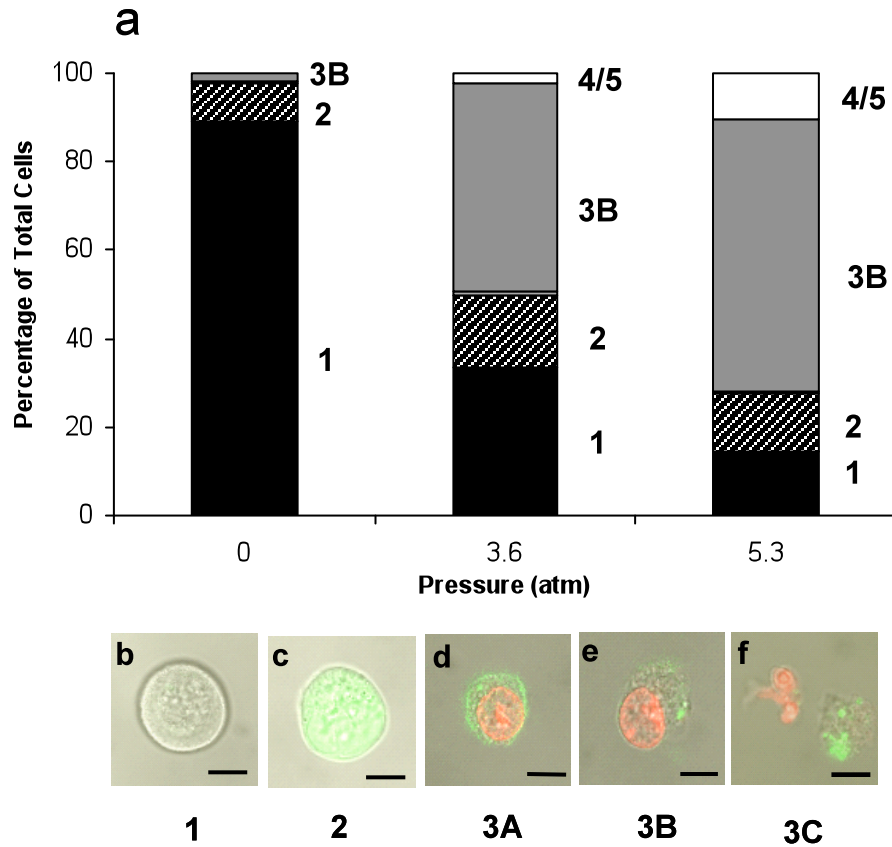 a
Percentage of Total Cells
100
80
60
40
20
0
3B
2
1
4/5
3B
2
1
4/5
3B
2
1
0 3.6 5.3
Pressure (atm)
b c d e f
1 2 3A 3B 3C